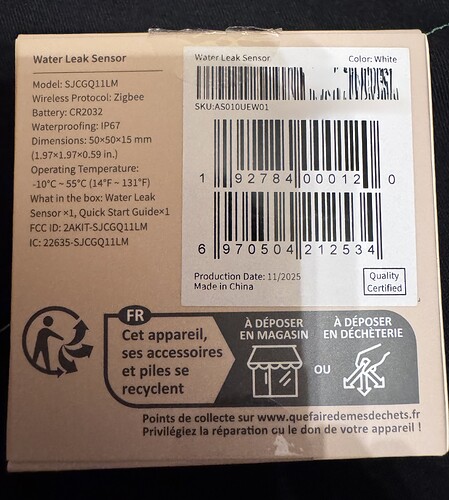 Water Leak Sensor
Model: SJCGQ11LM
Wireless Protocol: Zigbee
Battery: CR2032
Waterproofing: IP67
Dimensions: 50×50×15 mm
(1.97×1.97×0.59 in.)
Operating Temperature:
-10°C ~ 55°C (14°F ~ 131°F)
What in the box: Water Leak
Sensor ×1, Quick Start Guide×1
FCC ID: 2AKIT-SJCGQ11LM
IC: 22635-SJCGQ11LM
Water Leak Sensor Color: White
SKU:AS010UEW01
1 92784 00012 0
6 970504 212534
Production Date: 11/2025
Made in China
Quality
Certified
FR
Cet appareil,
ses accessoires
et piles se
recyclent
À DÉPOSER
EN MAGASIN
OU
À DÉPOSER
EN DÉCHÈTERIE
Points de collecte sur www.quefairedemesdechets.fr
Privilégiez la réparation ou le don de votre appareil !